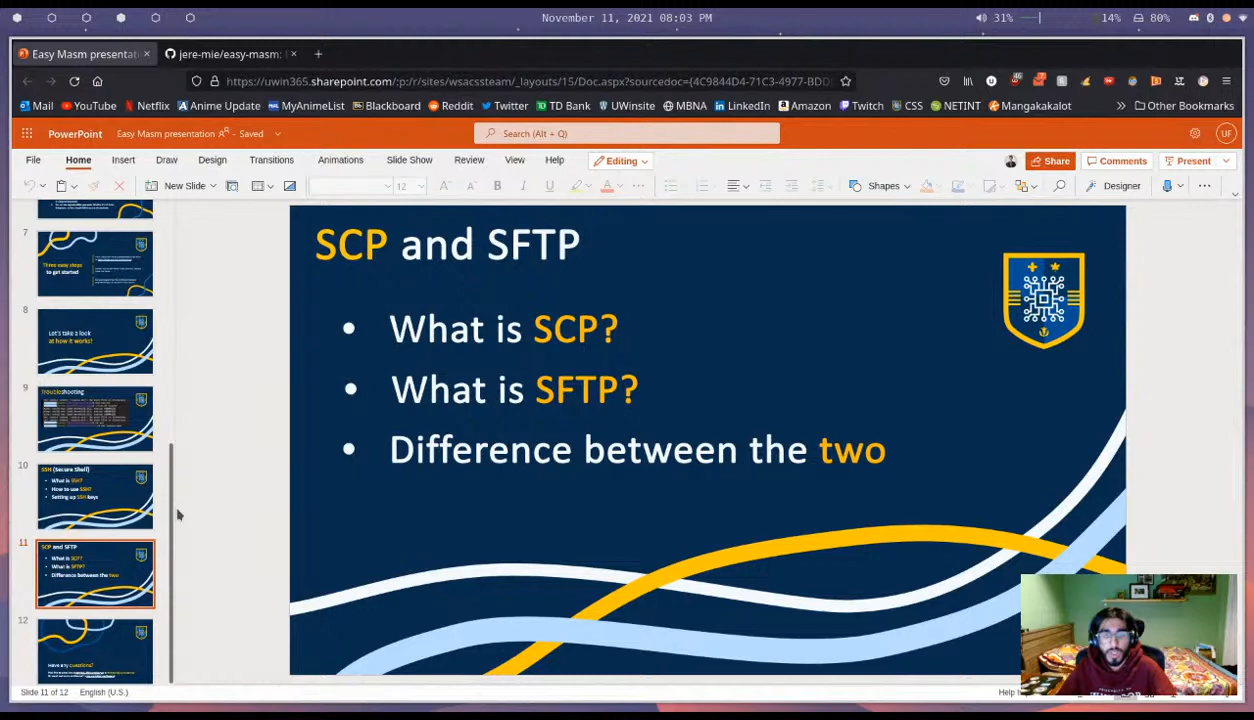 November 11, 2021 08:03 PM
31%
14%
80%
Easy Masm presentati
jere-mie/easy-masm:
https://uwin365.sharepoint.com/:p:r/sites/wsacssteam/_layouts/15/Doc.aspx?sourcedoc={4C9844D4-71C3-4977-BDD
Mail
YouTube
Netflix
Anime Update
MyAnimeList
Blackboard
Reddit
Twitter
TD Bank
UWinsite
MBNA
LinkedIn
Amazon
Twitch
CSS
NETINT
Mangakakalot
Other Bookmarks
PowerPoint
Easy Masm presentation
- Saved
Search (Alt + Q)
UF
File
Home
Insert
Draw
Design
Transitions
Animations
Slide Show
Review
View
Help
Editing
Share
Comments
Present
New Slide
12
B
I
U
A
Shapes
Designer
7
Three easy steps
to get started
8
Let's take a look
at how it works!
9
Troubleshooting
10
SSH (Secure Shell)
• What is SSH?
• How to use SSH?
• Setting up SSH keys
11
SCP and SFTP
• What is SCP?
• What is SFTP?
• Difference between the two
12
Have any questions?
SCP and SFTP
• What is SCP?
• What is SFTP?
• Difference between the two
Slide 11 of 12
English (U.S.)